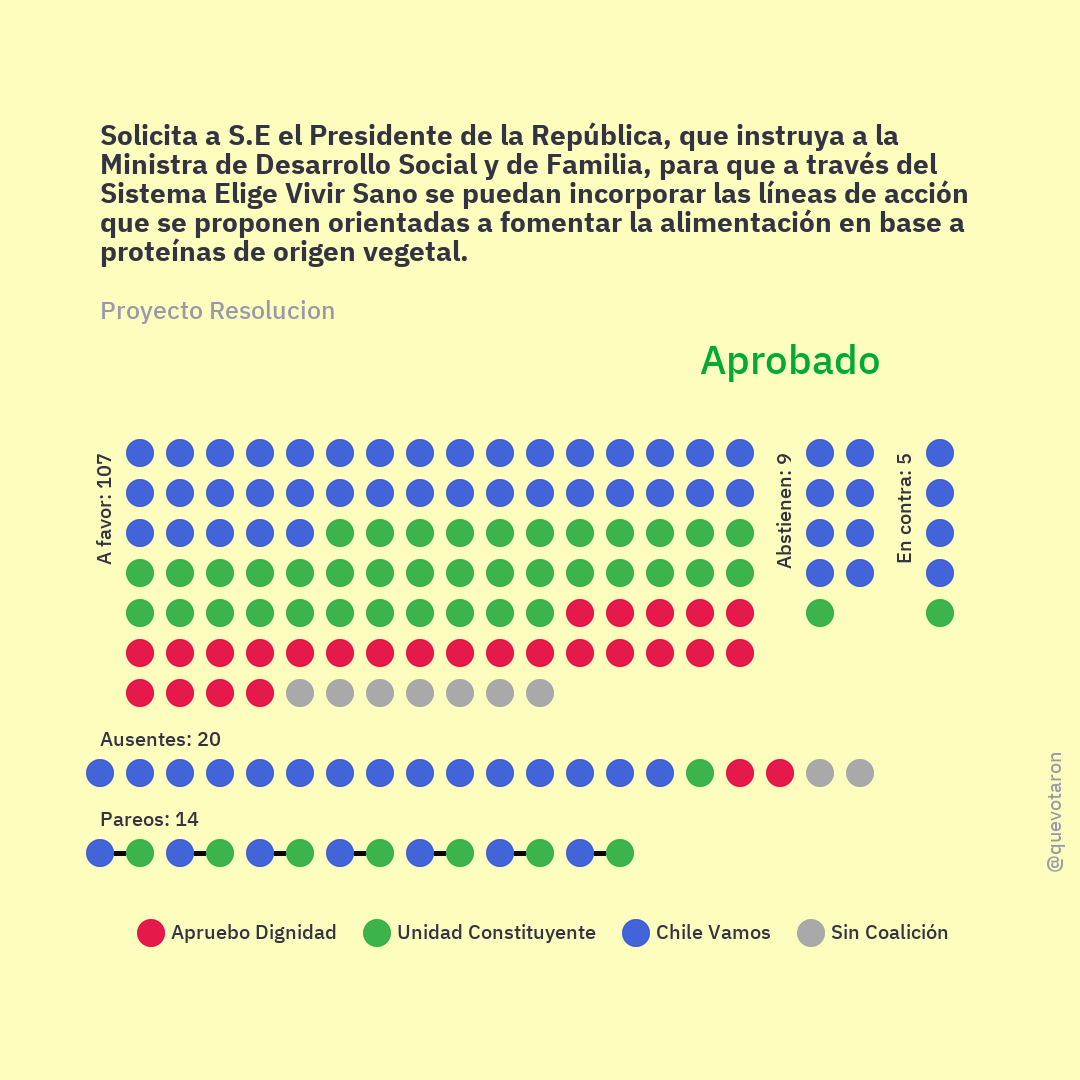 Solicita a S.E el Presidente de la República, que instruya a la
Ministra de Desarrollo Social y de Familia, para que a través del
Sistema Elige Vivir Sano se puedan incorporar las líneas de acción
que se proponen orientadas a fomentar la alimentación en base a
proteínas de origen vegetal.
Proyecto Resolucion
Aprobado
A favor: 107
Abstienen: 9
En contra: 5
Ausentes: 20
Pareos: 14
@quevotaron
Apruebo Dignidad
Unidad Constituyente
Chile Vamos
Sin Coalición